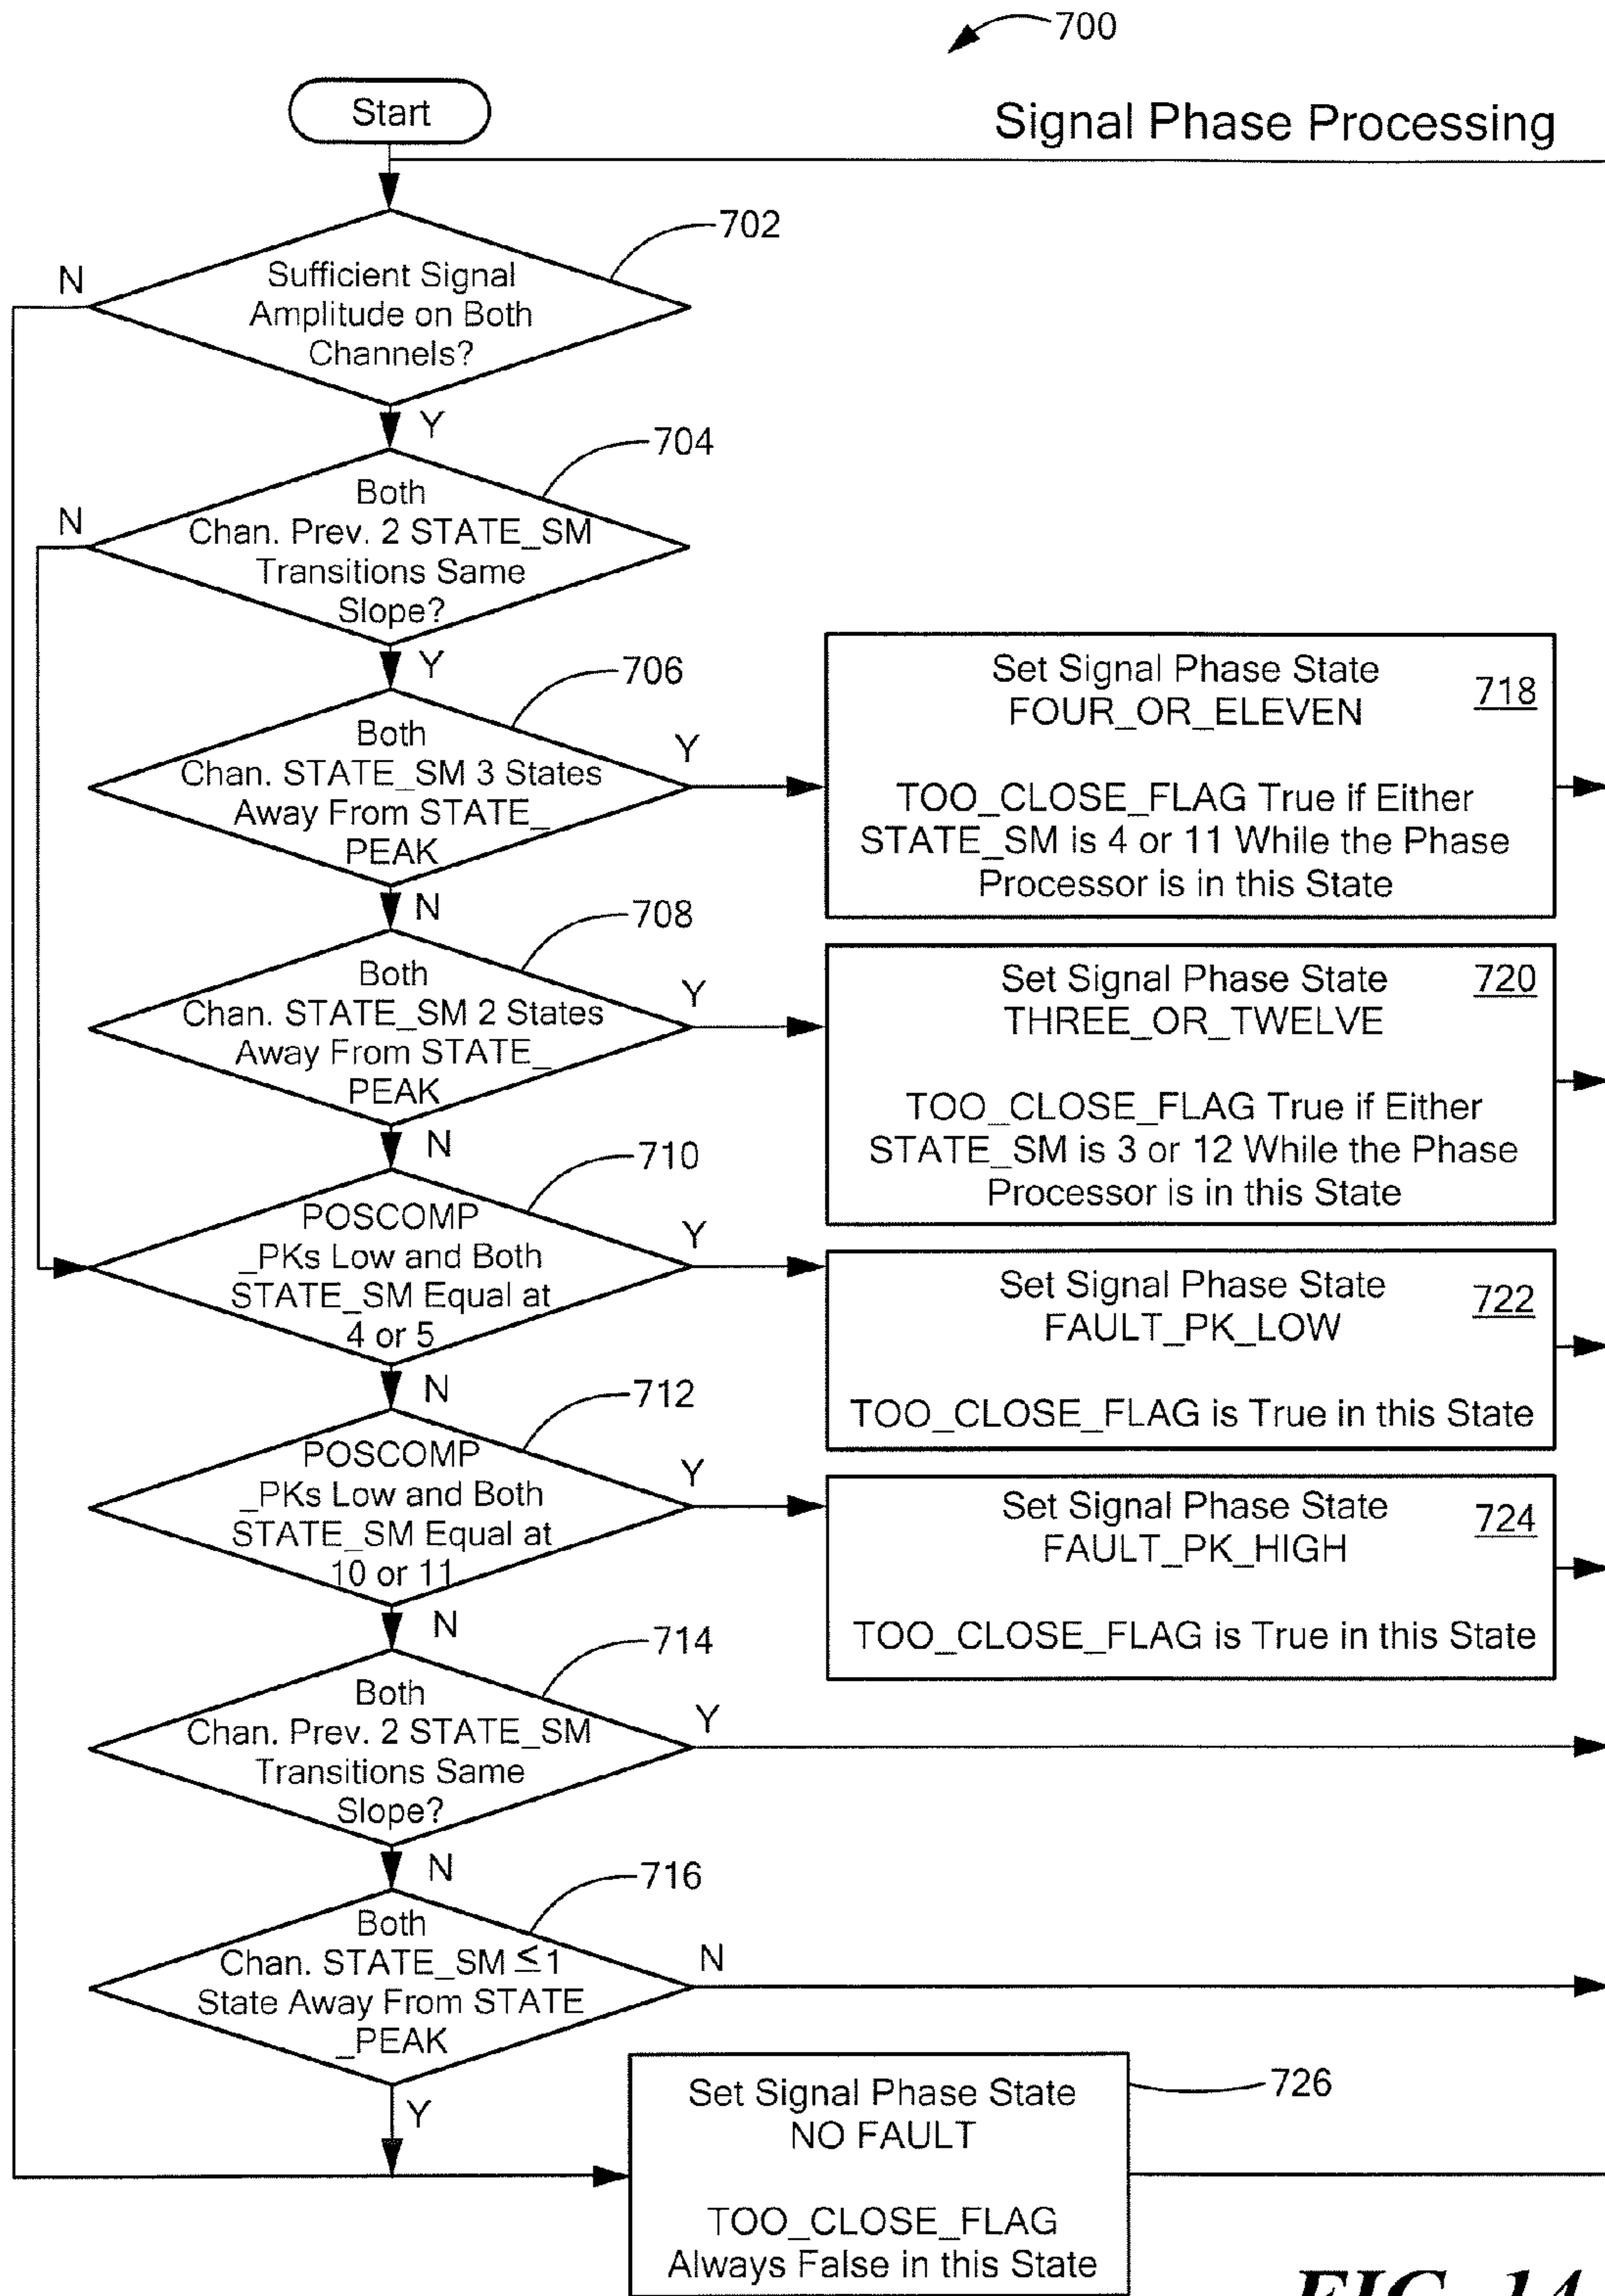 700
Start
Signal Phase Processing
702
N
Sufficient Signal
Amplitude on Both
Channels?
Y
704
N
Both
Chan. Prev. 2 STATE_SM
Transitions Same
Slope?
Y
706
Both
Chan. STATE_SM 3 States
Away From STATE_
PEAK
Y
N
Set Signal Phase State
718
FOUR_OR_ELEVEN
TOO_CLOSE_FLAG True if Either
STATE_SM is 4 or 11 While the Phase
Processor is in this State
708
Both
Chan. STATE_SM 2 States
Away From STATE_
PEAK
Y
N
Set Signal Phase State
720
THREE_OR_TWELVE
TOO_CLOSE_FLAG True if Either
STATE_SM is 3 or 12 While the Phase
Processor is in this State
710
POSCOMP
_PKs Low and Both
STATE_SM Equal at
4 or 5
Y
N
Set Signal Phase State
722
FAULT_PK_LOW
TOO_CLOSE_FLAG is True in this State
712
POSCOMP
_PKs Low and Both
STATE_SM Equal at
10 or 11
Y
N
Set Signal Phase State
724
FAULT_PK_HIGH
TOO_CLOSE_FLAG is True in this State
714
Both
Chan. Prev. 2 STATE_SM
Transitions Same
Slope?
Y
N
716
Both
Chan. STATE_SM ≤1
State Away From STATE
_PEAK
N
Y
Set Signal Phase State
726
NO FAULT
TOO_CLOSE_FLAG
Always False in this State
FIG. 14